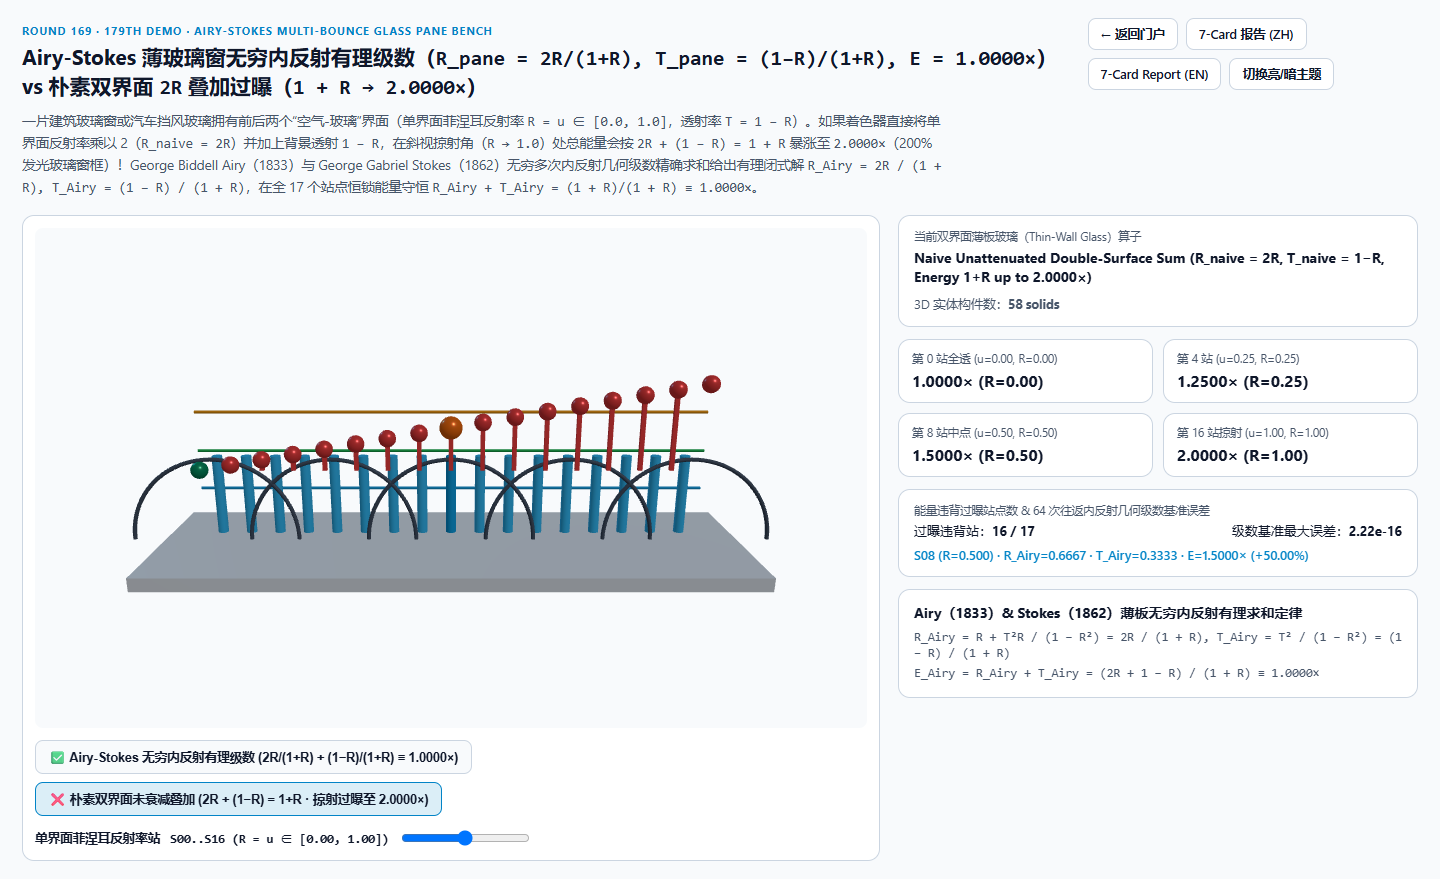 ROUND 169 · 179TH DEMO · AIRY-STOKES MULTI-BOUNCE GLASS PANE BENCH
Airy-Stokes 薄玻璃窗无穷内反射有理级数（R_pane = 2R/(1+R), T_pane = (1−R)/(1+R), E = 1.0000×）
vs 朴素双界面 2R 叠加过曝（1 + R → 2.0000×）
← 返回门户
7-Card 报告 (ZH)
7-Card Report (EN)
切换亮/暗主题
一片建筑玻璃窗或汽车挡风玻璃拥有前后两个“空气-玻璃”界面（单界面菲涅耳反射率 R = u ∈ [0.0, 1.0]，透射率 T = 1 − R）。如果着色器直接将单
界面反射率乘以 2（R_naive = 2R）并加上背景透射 1 − R，在斜视掠射角（R → 1.0）处总能量会按 2R + (1 − R) = 1 + R 暴涨至 2.0000×（200%
发光玻璃窗框）！George Biddell Airy（1833）与 George Gabriel Stokes（1862）无穷多次内反射几何级数精确求和给出有理闭式解 R_Airy = 2R / (1 +
R), T_Airy = (1 − R) / (1 + R)，在全 17 个站点恒锁能量守恒 R_Airy + T_Airy = (1 + R)/(1 + R) ≡ 1.0000×。
当前双界面薄板玻璃（Thin-Wall Glass）算子
Naive Unattenuated Double-Surface Sum (R_naive = 2R, T_naive = 1−R,
Energy 1+R up to 2.0000×)
3D 实体构件数：58 solids
第 0 站全透 (u=0.00, R=0.00)
1.0000× (R=0.00)
第 4 站 (u=0.25, R=0.25)
1.2500× (R=0.25)
第 8 站中点 (u=0.50, R=0.50)
1.5000× (R=0.50)
第 16 站掠射 (u=1.00, R=1.00)
2.0000× (R=1.00)
能量违背过曝站点数 & 64 次往返内反射几何级数基准误差
过曝违背站：16 / 17
级数基准最大误差：2.22e-16
S08 (R=0.500) · R_Airy=0.6667 · T_Airy=0.3333 · E=1.5000× (+50.00%)
Airy（1833）& Stokes（1862）薄板无穷内反射有理求和定律
R_Airy = R + T²R / (1 − R²) = 2R / (1 + R), T_Airy = T² / (1 − R²) = (1
− R) / (1 + R)
E_Airy = R_Airy + T_Airy = (2R + 1 − R) / (1 + R) ≡ 1.0000×
✅ Airy-Stokes 无穷内反射有理级数 (2R/(1+R) + (1−R)/(1+R) ≡ 1.0000×)
❌ 朴素双界面未衰减叠加 (2R + (1−R) = 1+R · 掠射过曝至 2.0000×)
单界面菲涅耳反射率站 S00..S16 (R = u ∈ [0.00, 1.00])